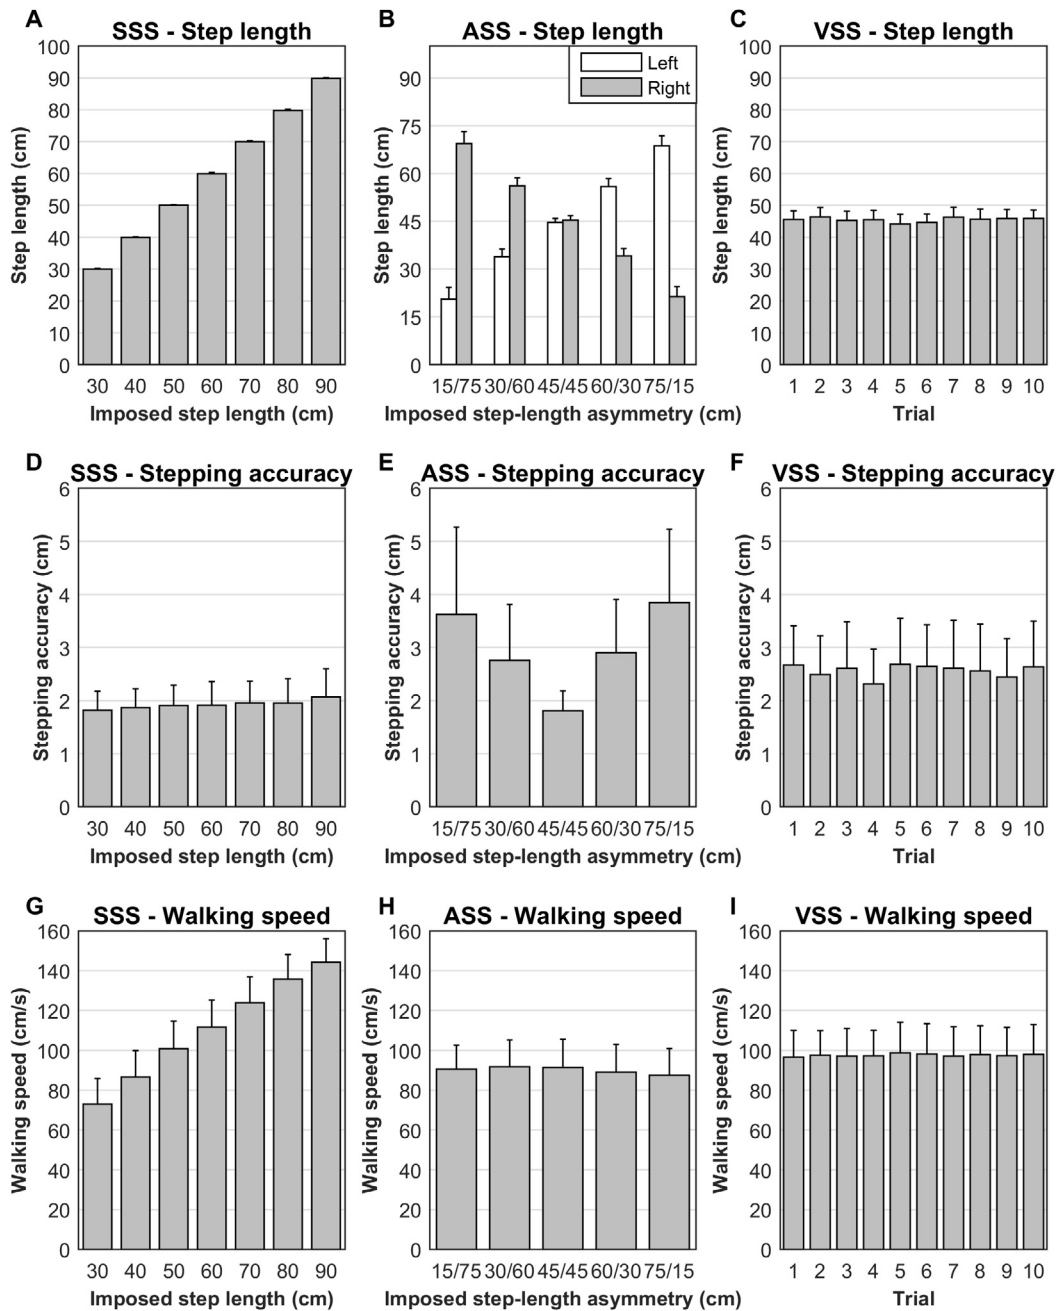 A SSS - Step length
100
90
80
70
60
50
40
30
20
10
0
Step length (cm)
30 40 50 60 70 80 90
Imposed step length (cm)
B ASS - Step length
Left
Right
90
75
60
45
30
15
0
Step length (cm)
15/75 30/60 45/45 60/30 75/15
Imposed step-length asymmetry (cm)
C VSS - Step length
100
90
80
70
60
50
40
30
20
10
0
Step length (cm)
1 2 3 4 5 6 7 8 9 10
Trial
D SSS - Stepping accuracy
6
5
4
3
2
1
0
Stepping accuracy (cm)
30 40 50 60 70 80 90
Imposed step length (cm)
E ASS - Stepping accuracy
6
5
4
3
2
1
0
Stepping accuracy (cm)
15/75 30/60 45/45 60/30 75/15
Imposed step-length asymmetry (cm)
F VSS - Stepping accuracy
6
5
4
3
2
1
0
Stepping accuracy (cm)
1 2 3 4 5 6 7 8 9 10
Trial
G SSS - Walking speed
160
140
120
100
80
60
40
20
0
Walking speed (cm/s)
30 40 50 60 70 80 90
Imposed step length (cm)
H ASS - Walking speed
160
140
120
100
80
60
40
20
0
Walking speed (cm/s)
15/75 30/60 45/45 60/30 75/15
Imposed step-length asymmetry (cm)
I VSS - Walking speed
160
140
120
100
80
60
40
20
0
Walking speed (cm/s)
1 2 3 4 5 6 7 8 9 10
Trial